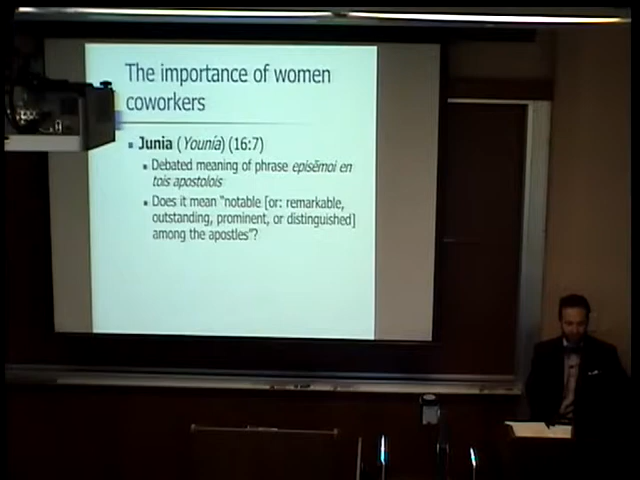 The importance of women
coworkers
Junia (Younía) (16:7)
Debated meaning of phrase episēmoi en
tois apostolois
Does it mean "notable [or: remarkable,
outstanding, prominent, or distinguished]
among the apostles"?